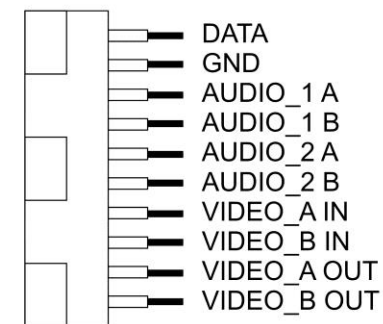 DATA
GND
AUDIO_1 A
AUDIO_1 B
AUDIO_2 A
AUDIO_2 B
VIDEO_A IN
VIDEO_B IN
VIDEO_A OUT
VIDEO_B OUT